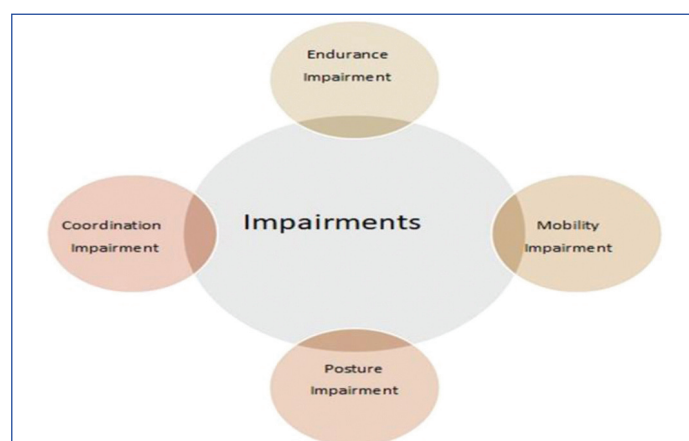 Endurance
Impairment
Impairments
Coordination
Impairment
Mobility
Impairment
Posture
Impairment